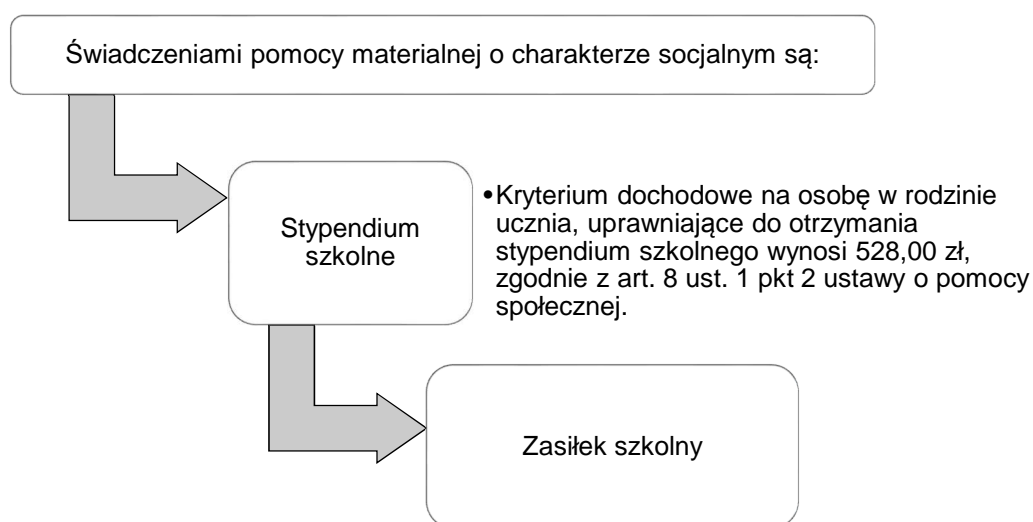 Świadczeniami pomocy materialnej o charakterze socjalnym są:
Stypendium
szkolne
•Kryterium dochodowe na osobę w rodzinie
ucznia, uprawniające do otrzymania
stypendium szkolnego wynosi 528,00 zł,
zgodnie z art. 8 ust. 1 pkt 2 ustawy o pomocy
społecznej.
Zasiłek szkolny